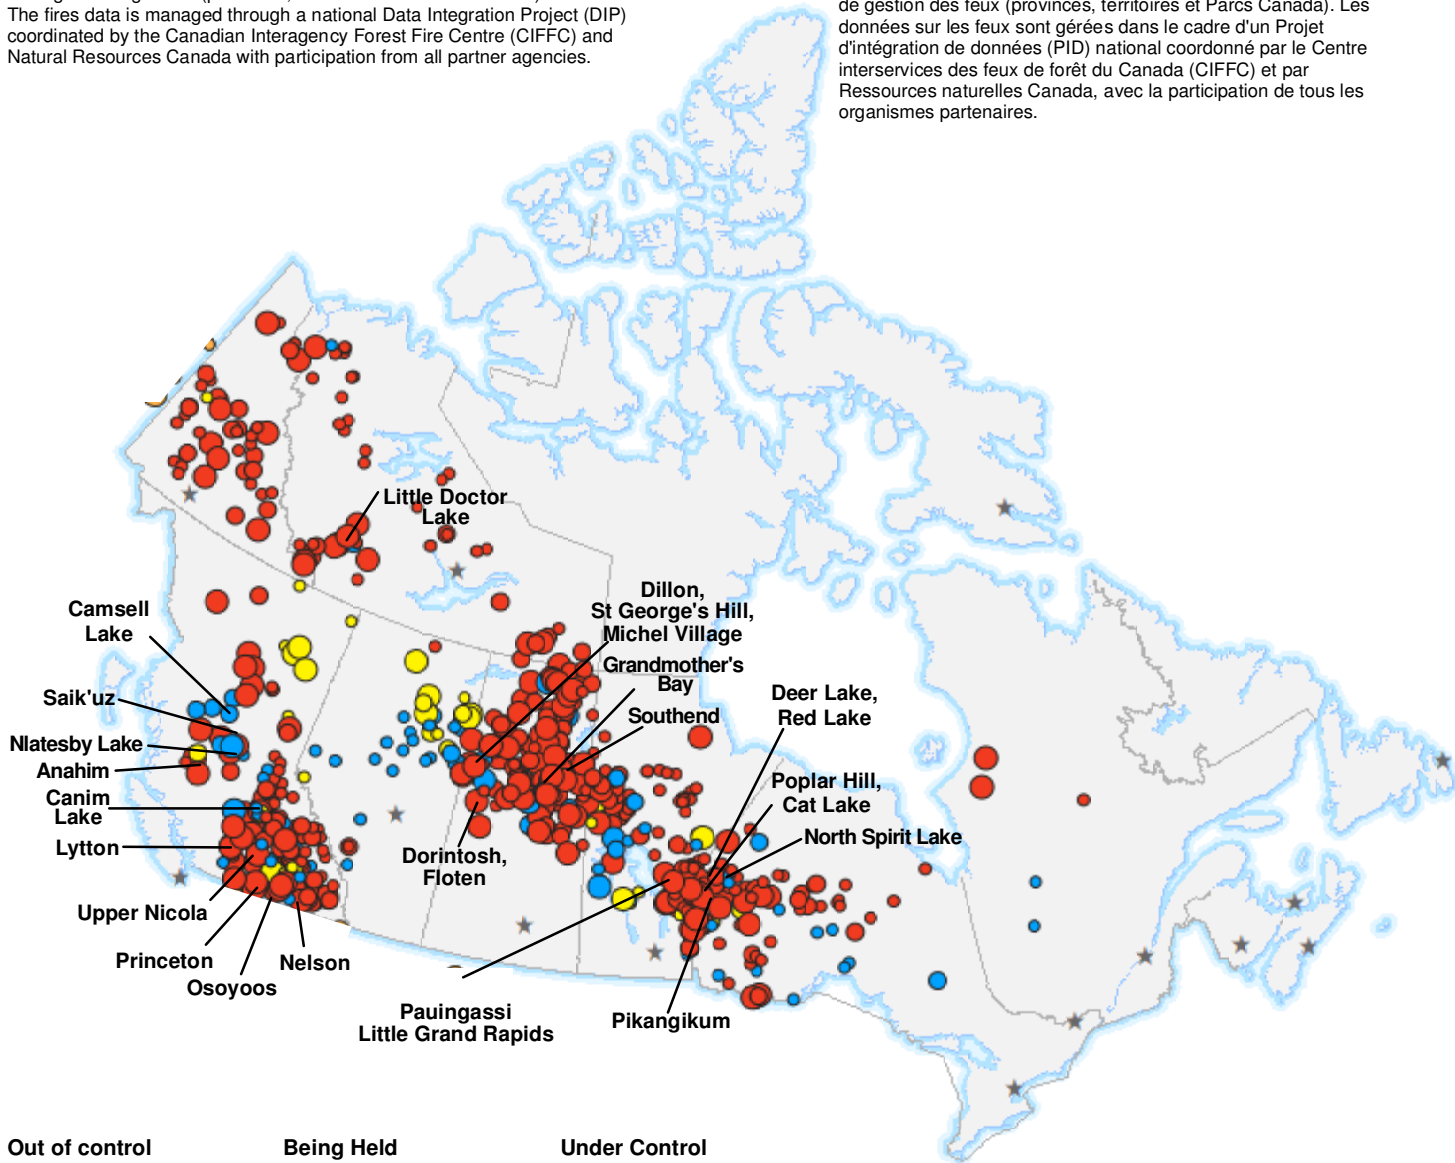 The fires data is managed through a national Data Integration Project (DIP)
coordinated by the Canadian Interagency Forest Fire Centre (CIFFC) and
Natural Resources Canada with participation from all partner agencies.
de gestion des feux (provinces, territoires et Parcs Canada). Les
données sur les feux sont gérées dans le cadre d'un Projet
d'intégration de données (PID) national coordonné par le Centre
interservices des feux de forêt du Canada (CIFFC) et par
Ressources naturelles Canada, avec la participation de tous les
organismes partenaires.
Little Doctor
Lake
Dillon,
St George's Hill,
Michel Village
Grandmother's
Bay
Southend
Camsell
Lake
Saik'uz
Nlatesby Lake
Anahim
Canim
Lake
Lytton
Deer Lake,
Red Lake
Poplar Hill,
Cat Lake
North Spirit Lake
Dorintosh,
Floten
Upper Nicola
Princeton
Osoyoos
Nelson
Pauingassi
Little Grand Rapids
Pikangikum
Out of control
Being Held
Under Control